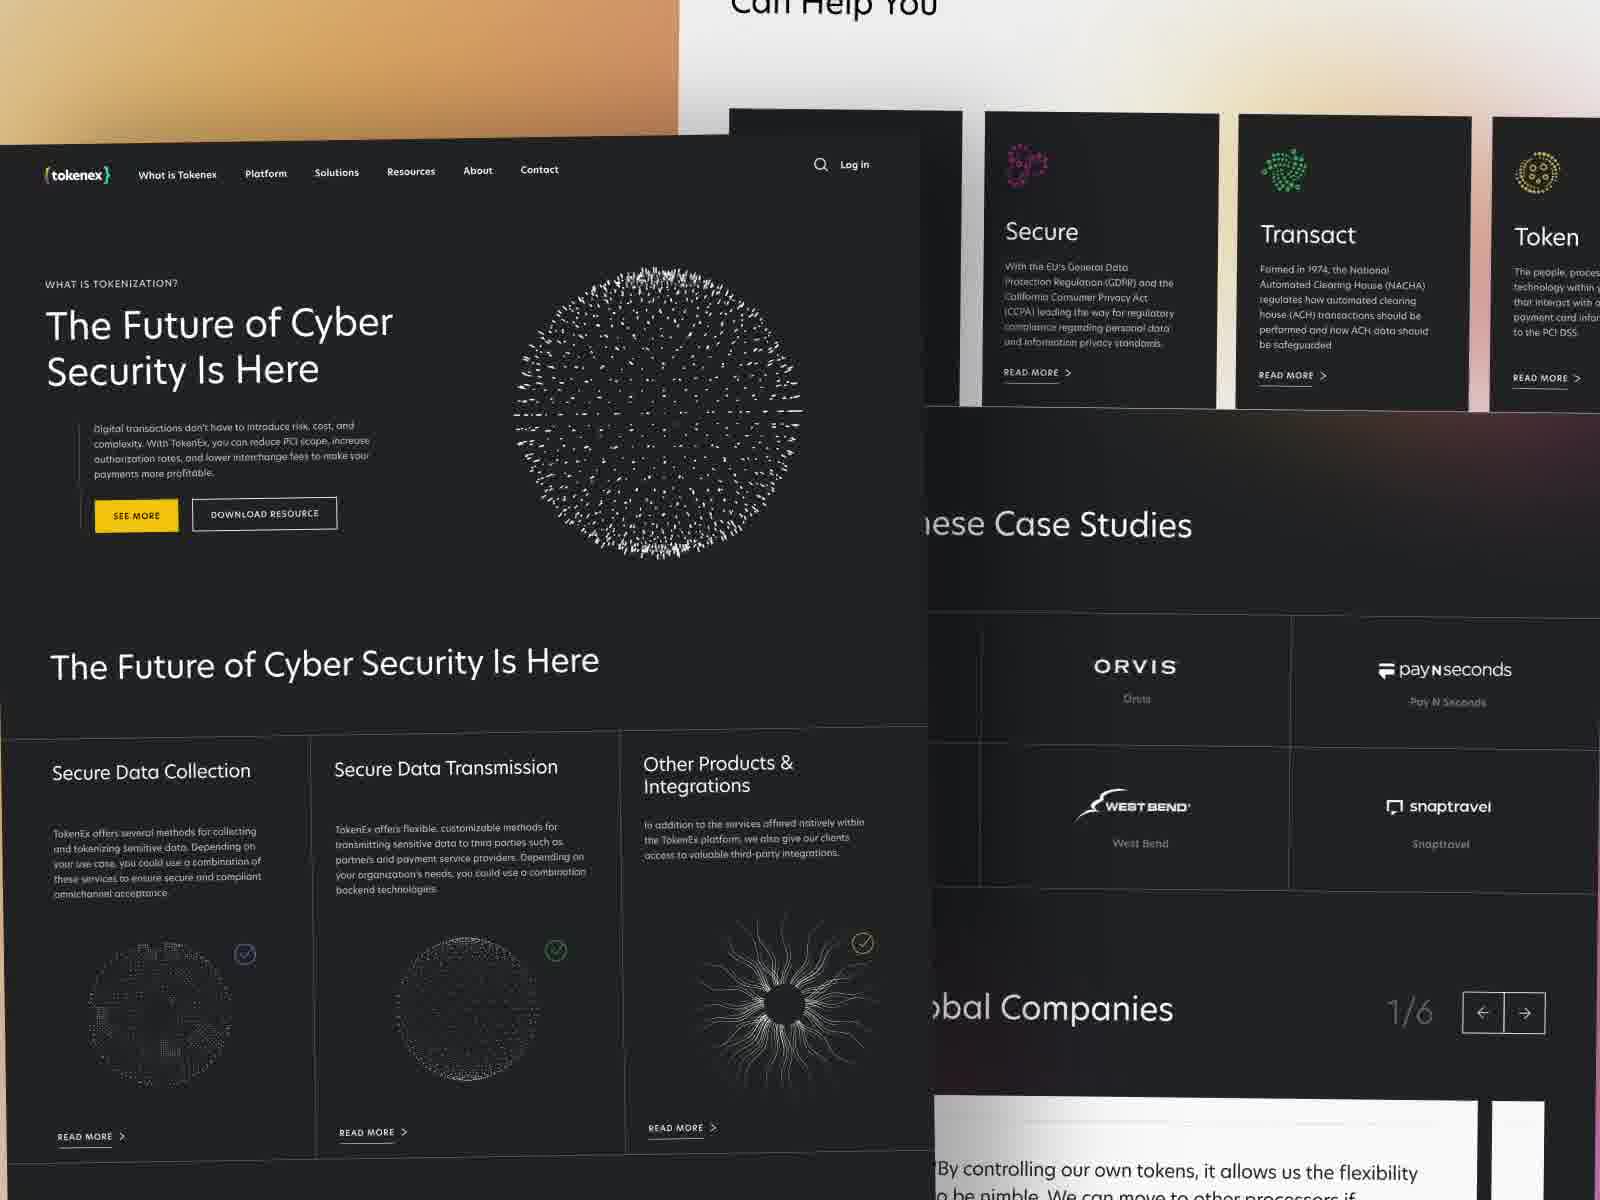 Can Help You
{tokenex}
What is Tokenex
Platform
Solutions
Resources
About
Contact
Log in
WHAT IS TOKENIZATION?
The Future of Cyber
Security Is Here
Digital transactions don't have to introduce risk, cost, and
complexity. With TokenEx, you can reduce PCI scope, increase
authorization rates, and lower interchange fees to make your
payments more profitable.
SEE MORE
DOWNLOAD RESOURCE
The Future of Cyber Security Is Here
Secure Data Collection
TokenEx offers several methods for collecting
and tokenizing sensitive data. Depending on
your use case, you could use a combination of
these services to ensure secure and compliant
omnichannel acceptance.
READ MORE
Secure Data Transmission
TokenEx offers flexible, customizable methods for
transmitting sensitive data to third parties such as
partners and payment service providers. Depending on
your organization's needs, you could use a combination
backend technologies.
READ MORE
Other Products &
Integrations
In addition to the services offered natively within
the TokenEx platform, we also give our clients
access to valuable third-party integrations.
READ MORE
Secure
With the EU's General Data
Protection Regulation (GDPR) and the
California Consumer Privacy Act
(CCPA) leading the way for regulatory
compliance regarding personal data
and information privacy standards.
READ MORE
Transact
Formed in 1974, the National
Automated Clearing House (NACHA)
regulates how automated clearing
house (ACH) transactions should be
performed and how ACH data should
be safeguarded
READ MORE
Token
The people, proces
technology within y
that interact with o
payment card infor
to the PCI DSS.
READ MORE
hese Case Studies
ORVIS
Orvis
payNseconds
Pay N Seconds
WEST BEND
West Bend
snaptravel
Snaptravel
obal Companies
1/6
"By controlling our own tokens, it allows us the flexibility
o be nimble. We can move to other processors if